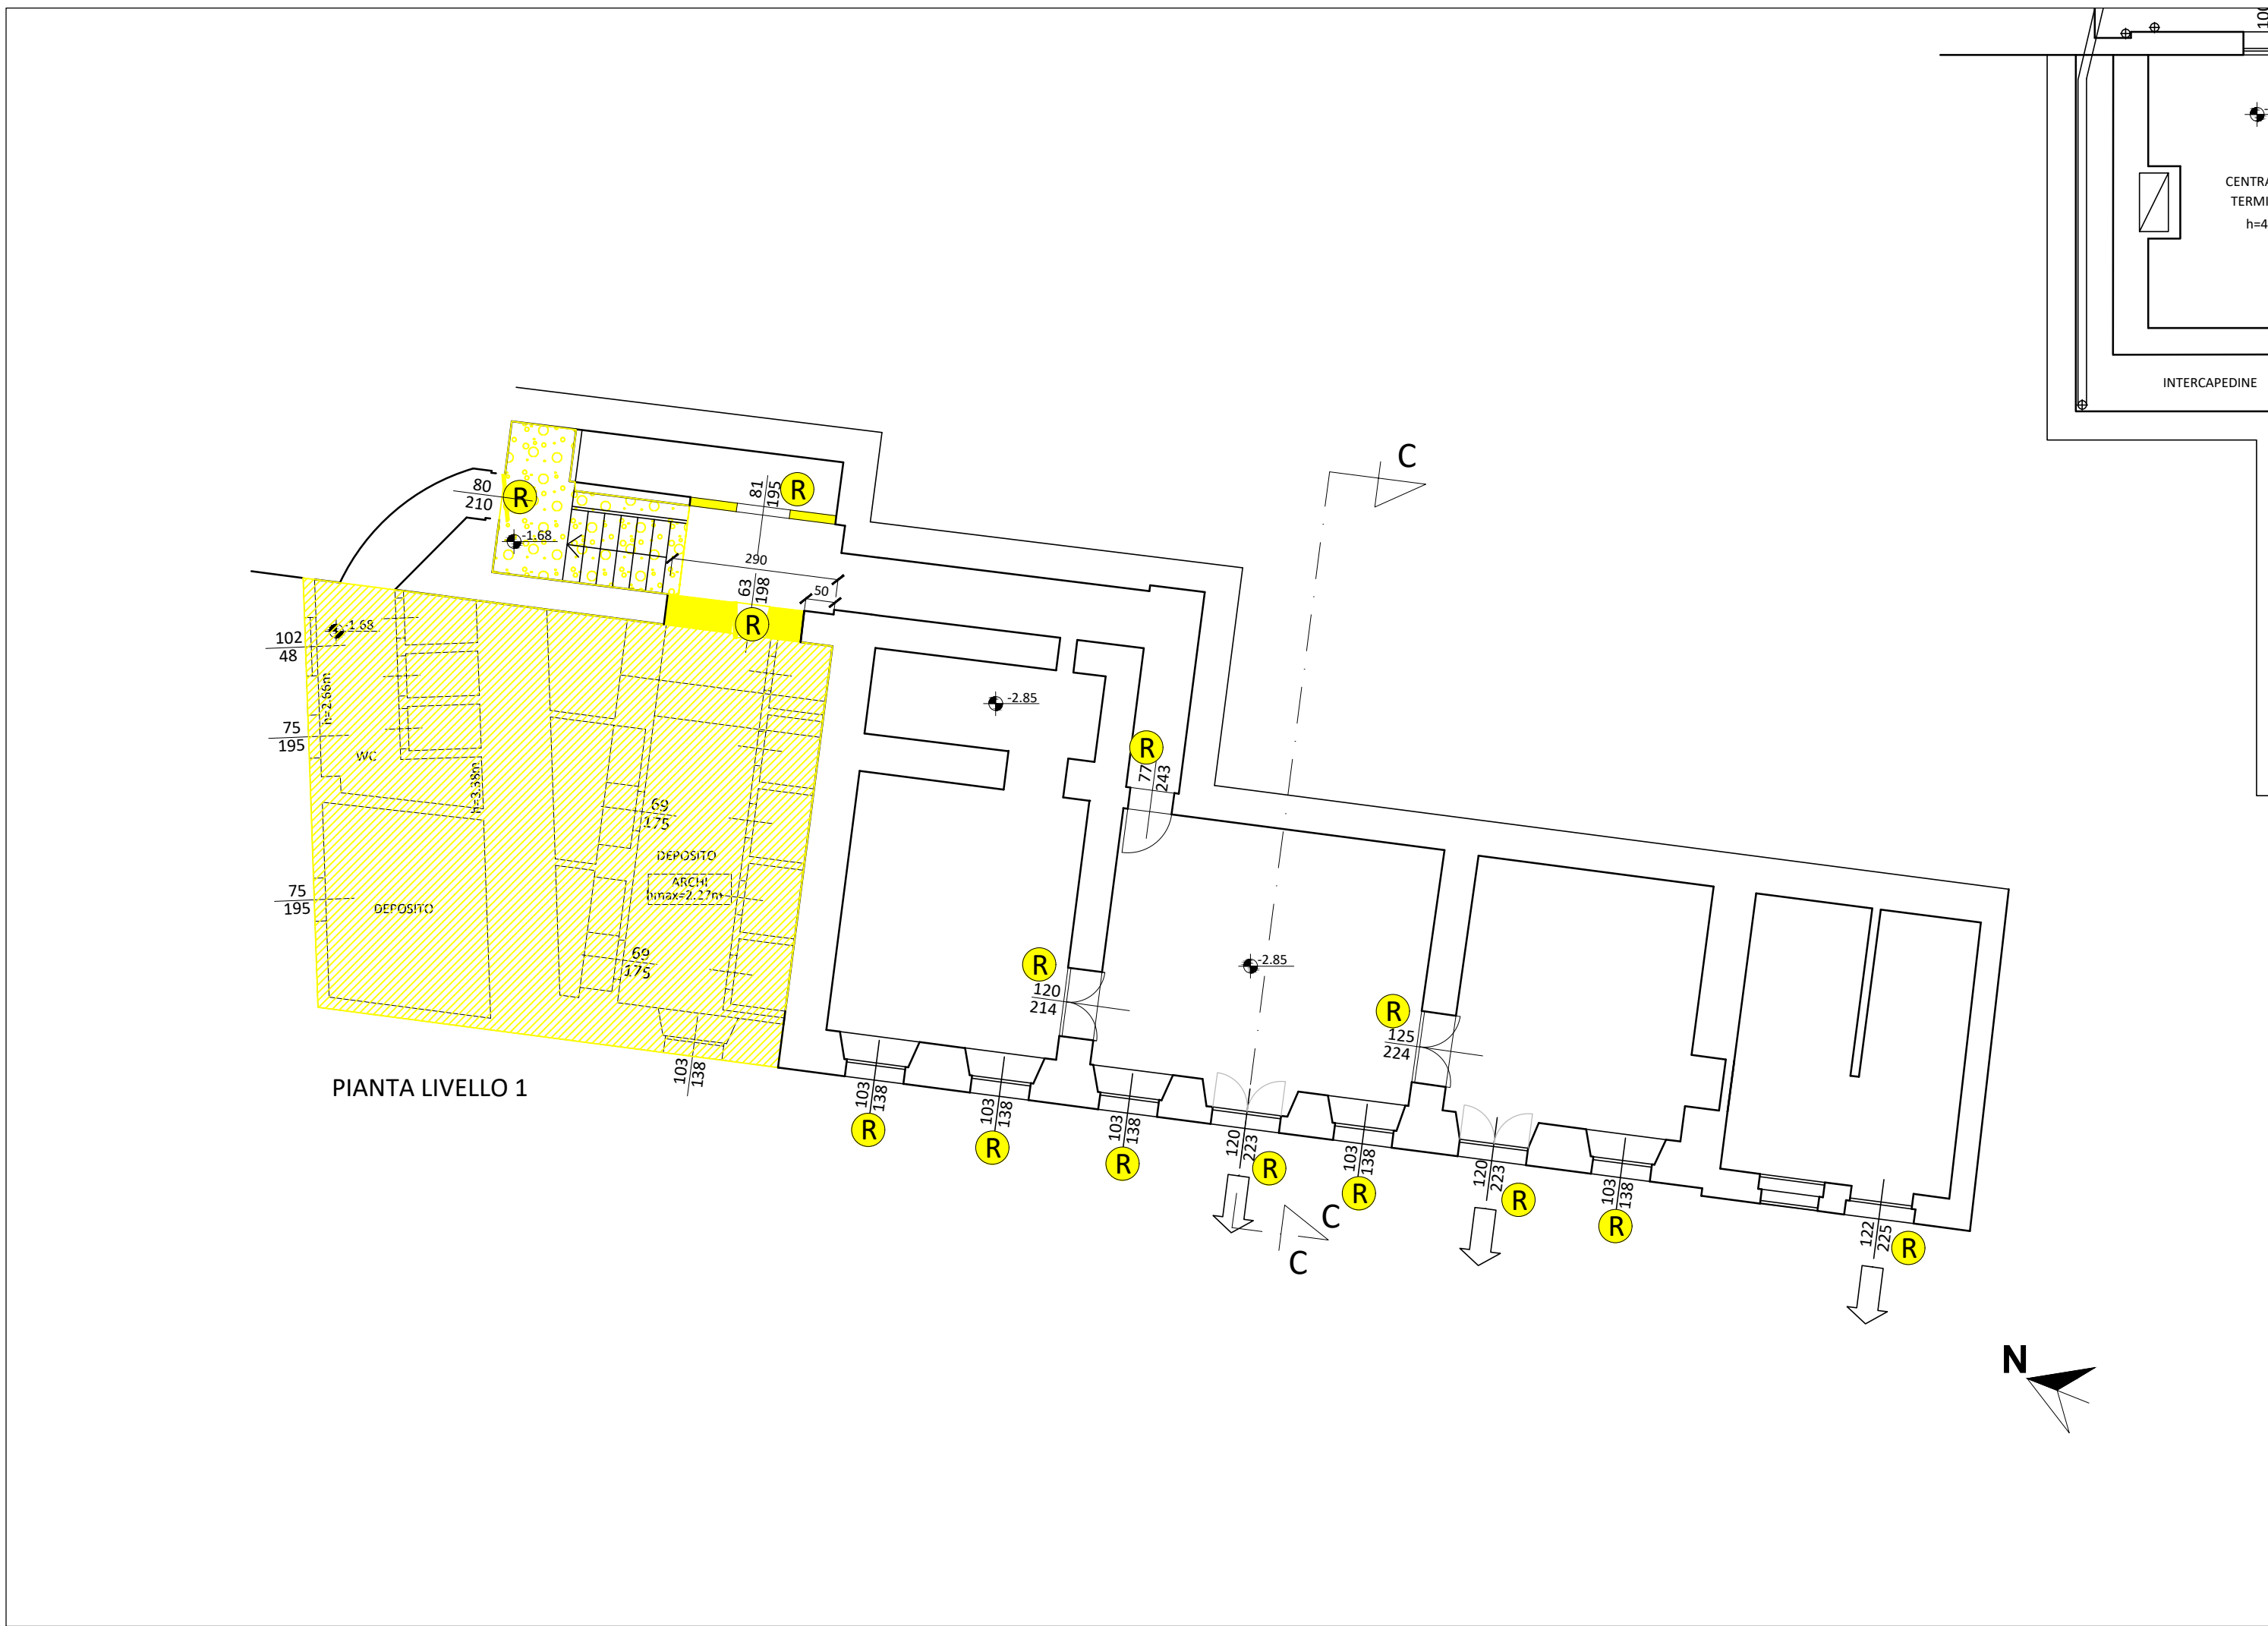 100
CENTRA
TERMI
h=4
INTERCAPEDINE
C
80
210
R
81
195
R
-1.68
290
63
198
50
R
-1.68
102
48
h=2.66m
-2.85
75
195
WC
R
77
243
h=3.38m
69
175
DEPOSITO
ARCHI
hmax=2.27m
75
195
DEPOSITO
69
175
R
120
214
-2.85
R
125
224
103
138
PIANTA LIVELLO 1
103
138
R
103
138
R
103
138
R
120
223
R
103
138
R
120
223
R
103
138
R
122
225
R
C
C
N